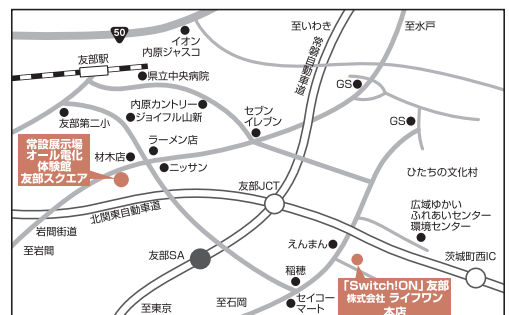 50
イオン
内原ジャスコ
至いわき
至水戸
常磐自動車道
友部駅
県立中央病院
GS
内原カントリー
ジョイフル山新
セブン
イレブン
GS
友部第二小
ラーメン店
常設展示場
オール電化
体験館
友部スクエア
材木店
ニッサン
ひたちの文化村
友部JCT
北関東自動車道
広域ゆかい
ふれあいセンター
環境センター
岩間街道
至岩間
えんまん
友部SA
茨城町西IC
稲穂
「Switch!ON」友部
株式会社 ライフワン
本店
至東京
至石岡
セイコー
マート